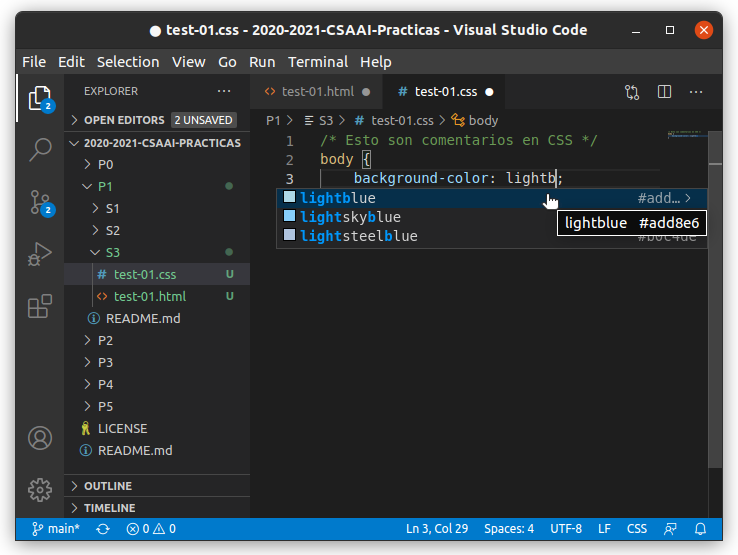 ● test-01.css - 2020-2021-CSAAI-Practicas - Visual Studio Code
File Edit Selection View Go Run Terminal Help
EXPLORER ···
OPEN EDITORS 2 UNSAVED
2020-2021-CSAAI-PRACTICAS
P0
P1
S1
S2
S3
# test-01.css U
<> test-01.html U
README.md
P2
P3
P4
P5
LICENSE
README.md
OUTLINE
TIMELINE
2
2
<> test-01.html ● # test-01.css ● ···
P1 > S3 > # test-01.css > body
1 /* Esto son comentarios en CSS */
2 body {
3 background-color: lightb;
lightblue #add... >
lightskyblue
lightsteelblue #b0c4de
lightblue #add8e6
main* 0 0 Ln 3, Col 29 Spaces: 4 UTF-8 LF CSS